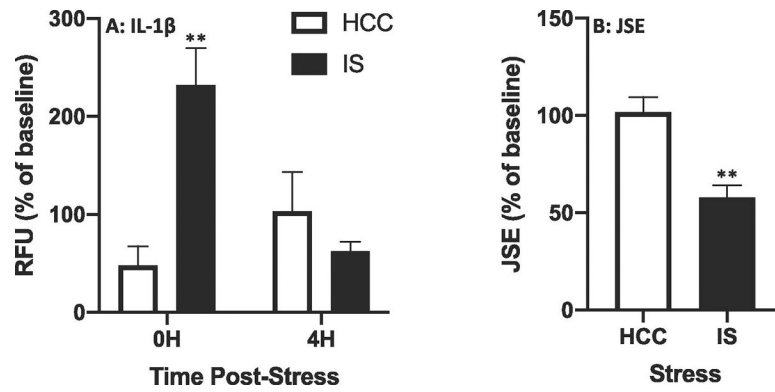 A: IL-1β
**
HCC
IS
300
200
100
0
RFU (% of baseline)
0H
4H
Time Post-Stress
B: JSE
150
100
50
0
JSE (% of baseline)
**
HCC
IS
Stress